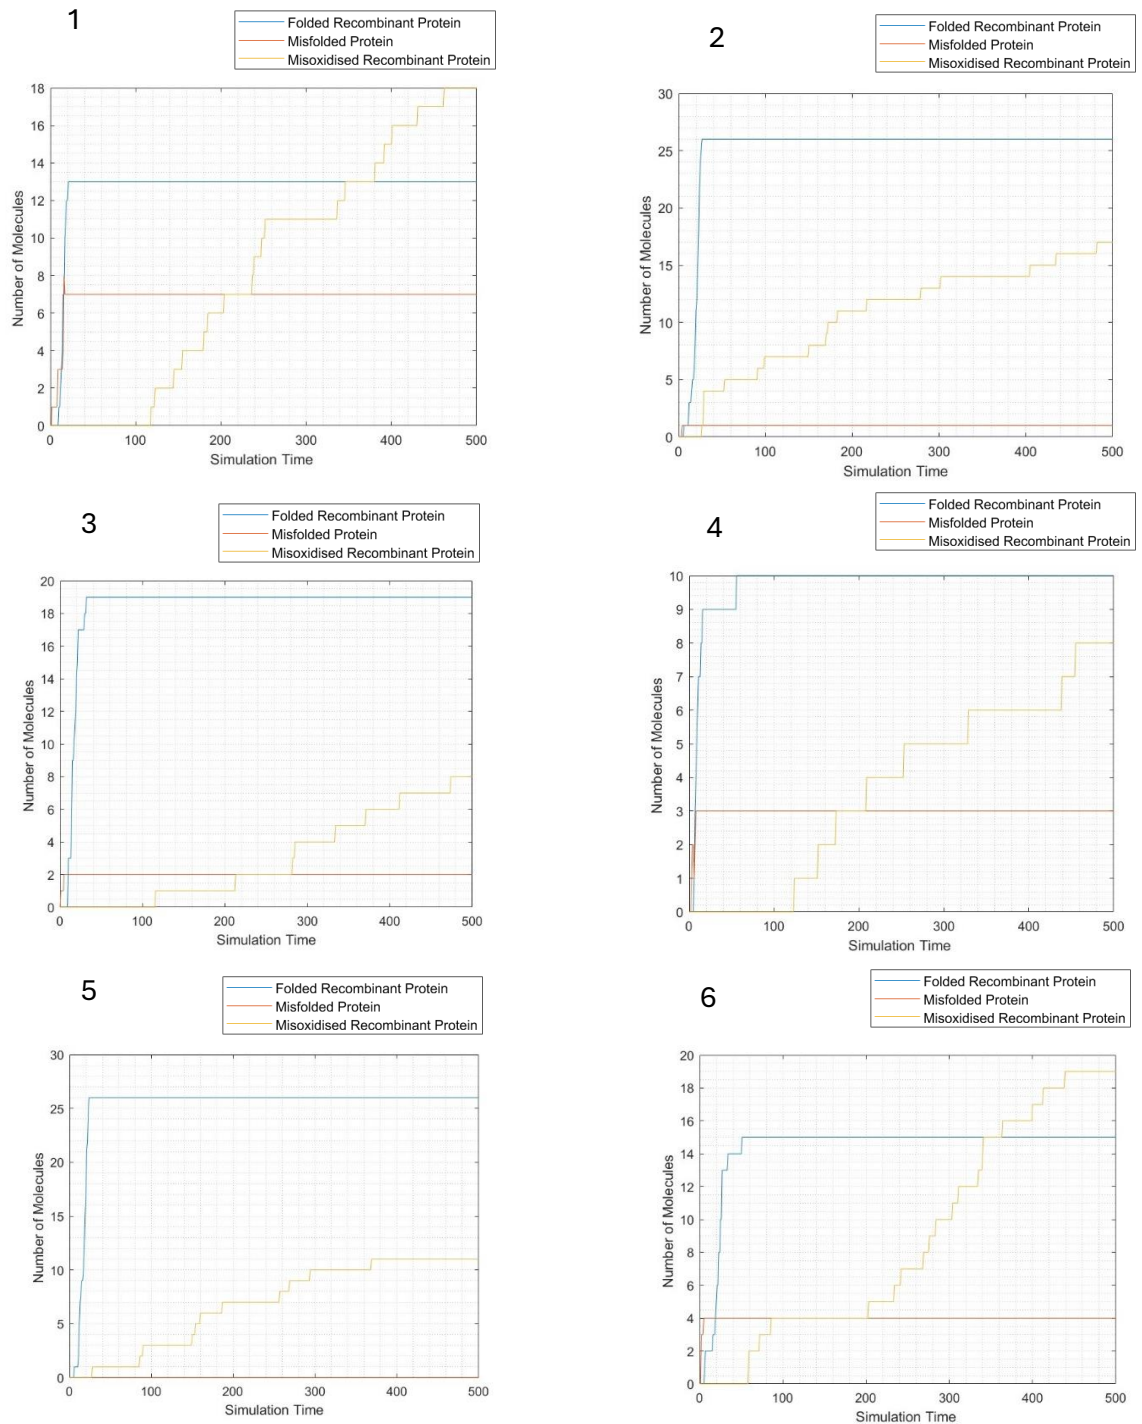 1
Folded Recombinant Protein
Misfolded Protein
Misoxidised Recombinant Protein
18
16
14
12
10
8
6
4
2
0
Number of Molecules
0 100 200 300 400 500
Simulation Time
2
Folded Recombinant Protein
Misfolded Protein
Misoxidised Recombinant Protein
30
25
20
15
10
5
0
Number of Molecules
0 100 200 300 400 500
Simulation Time
3
Folded Recombinant Protein
Misfolded Protein
Misoxidised Recombinant Protein
20
18
16
14
12
10
8
6
4
2
0
Number of Molecules
0 100 200 300 400 500
Simulation Time
4
Folded Recombinant Protein
Misfolded Protein
Misoxidised Recombinant Protein
10
9
8
7
6
5
4
3
2
1
0
Number of Molecules
0 100 200 300 400 500
Simulation Time
5
Folded Recombinant Protein
Misfolded Protein
Misoxidised Recombinant Protein
30
25
20
15
10
5
0
Number of Molecules
0 100 200 300 400 500
Simulation Time
6
Folded Recombinant Protein
Misfolded Protein
Misoxidised Recombinant Protein
20
18
16
14
12
10
8
6
4
2
0
Number of Molecules
0 100 200 300 400 500
Simulation Time